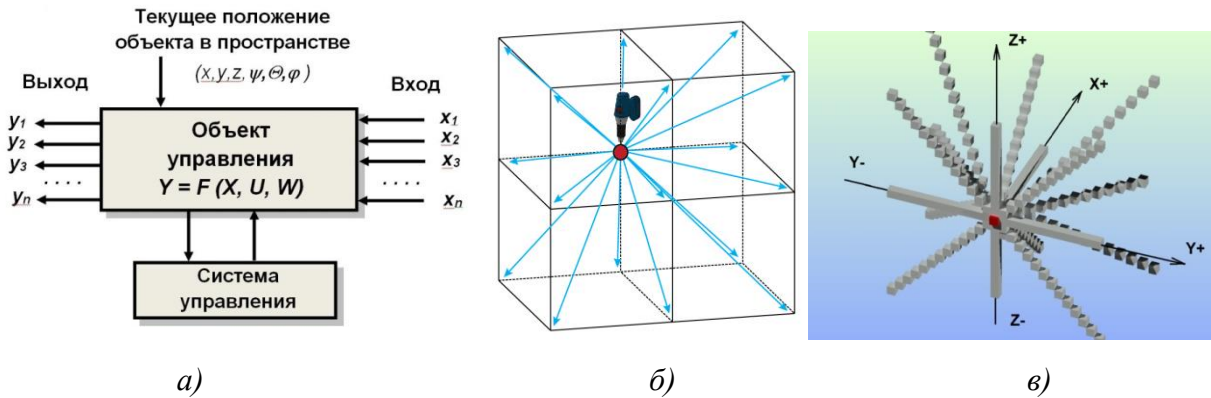 Текущее положение
объекта в пространстве
(x,y,z, ψ,Θ,φ )
Выход
Вход
y1
y2
y3
. . . .
yn
Объект
управления
Y = F (X, U, W)
x1
x2
x3
. . . .
xn
Система
управления
Z+
X+
Y-
Y+
Z-
а)
б)
в)